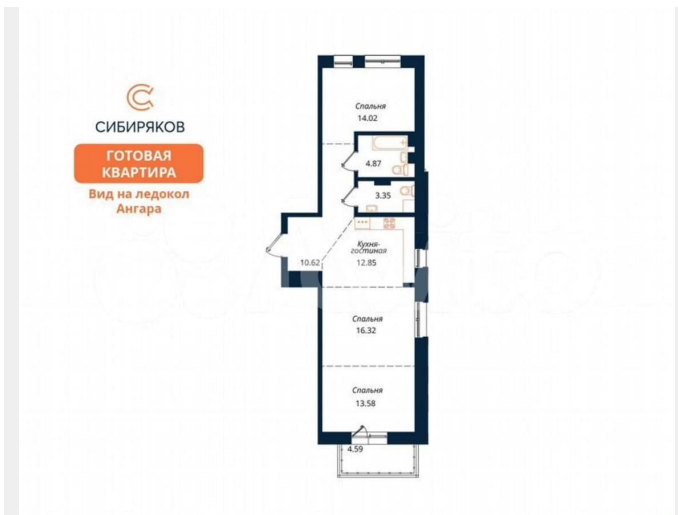 СИБИРЯКОВ
ГОТОВАЯ
КВАРТИРА
Вид на ледокол
Ангара
Спальня
14.02
4.87
3.35
Кухня-
гостиная
10.62
12.85
Спальня
16.32
Спальня
13.58
4.59